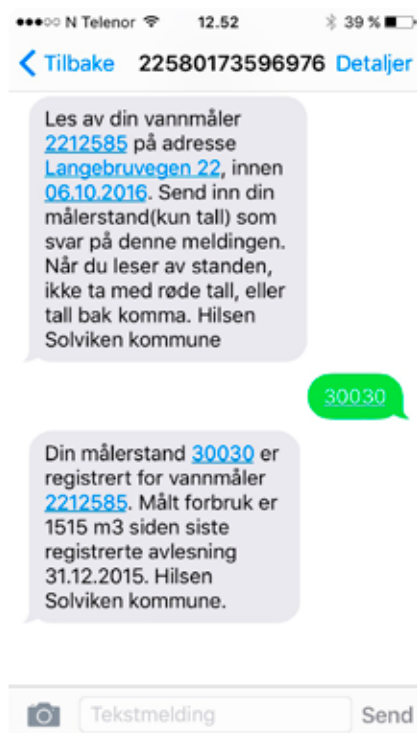 N Telenor 12.52 39 %
Tilbake 22580173596976 Detaljer
Les av din vannmåler
2212585 på adresse
Langebruvegen 22, innen
06.10.2016. Send inn din
målerstand(kun tall) som
svar på denne meldingen.
Når du leser av standen,
ikke ta med røde tall, eller
tall bak komma. Hilsen
Solviken kommune
30030
Din målerstand 30030 er
registrert for vannmåler
2212585. Målt forbruk er
1515 m3 siden siste
registrerte avlesning
31.12.2015. Hilsen
Solviken kommune.
Tekstmelding Send